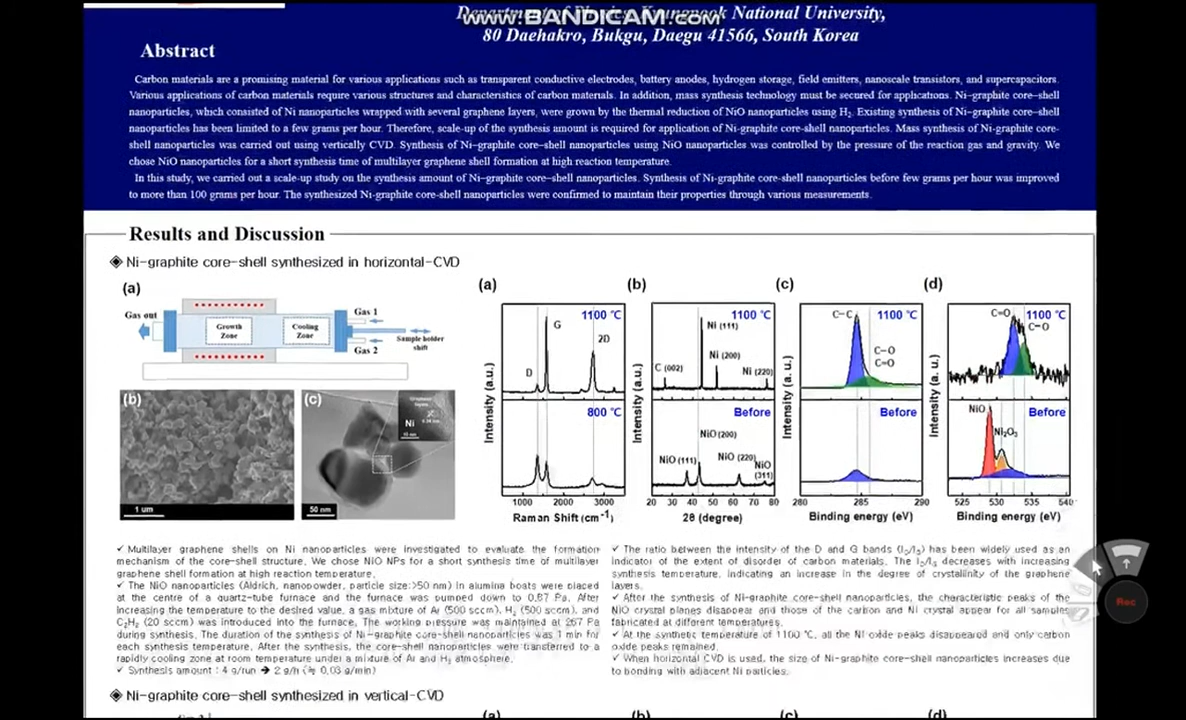 www.BANDICAM.com
Department of Physics, Kyungpook National University,
80 Daehakro, Bukgu, Daegu 41566, South Korea
Abstract
Carbon materials are a promising material for various applications such as transparent conductive electrodes, battery anodes, hydrogen storage, field emitters, nanoscale transistors, and supercapacitors.
Various applications of carbon materials require various structures and characteristics of carbon materials. In addition, mass synthesis technology must be secured for applications. Ni-graphite core-shell
nanoparticles, which consisted of Ni nanoparticles wrapped with several graphene layers, were grown by the thermal reduction of NiO nanoparticles using H₂. Existing synthesis of Ni-graphite core-shell
nanoparticles has been limited to a few grams per hour. Therefore, scale-up of the synthesis amount is required for application of Ni-graphite core-shell nanoparticles. Mass synthesis of Ni-graphite core-
shell nanoparticles was carried out using vertically CVD. Synthesis of Ni-graphite core-shell nanoparticles using NiO nanoparticles was controlled by the pressure of the reaction gas and gravity. We
chose NiO nanoparticles for a short synthesis time of multilayer graphene shell formation at high reaction temperature.
In this study, we carried out a scale-up study on the synthesis amount of Ni-graphite core-shell nanoparticles. Synthesis of Ni-graphite core-shell nanoparticles before few grams per hour was improved
to more than 100 grams per hour. The synthesized Ni-graphite core-shell nanoparticles were confirmed to maintain their properties through various measurements.
Results and Discussion
◈ Ni-graphite core-shell synthesized in horizontal-CVD
(a)
Gas out
Growth Zone
Cooling Zone
Gas 1
Gas 2
Sample holder shift
(b)
1 um
(c)
Ni
50 nm
(a)
1100 ℃
G
2D
D
800 ℃
Intensity (a.u.)
1000 2000 3000
Raman Shift (cm⁻¹)
(b)
1100 ℃
Ni (111)
Ni (200)
C (002)
Ni (220)
Before
NiO (200)
NiO (111)
NiO (220)
NiO (311)
Intensity (a.u.)
20 30 40 50 60 70 80
2θ (degree)
(c)
C-C
1100 ℃
C-O
C=O
Before
Intensity (a. u.)
280 285 290
Binding energy (eV)
(d)
C=O
1100 ℃
C-O
NiO
Before
Ni₂O₃
Intensity (a. u.)
525 530 535 540
Binding energy (eV)
✓ Multilayer graphene shells on Ni nanoparticles were investigated to evaluate the formation
mechanism of the core-shell structure. We chose NiO NPs for a short synthesis time of multilayer
graphene shell formation at high reaction temperature.
✓ The NiO nanoparticles (Aldrich, nanopowder, particle size:>50 nm) in alumina boats were placed
at the centre of a quartz-tube furnace and the furnace was pumped down to 0.67 Pa. After
increasing the temperature to the desired value, a gas mixture of Ar (500 sccm), H₂ (500 sccm), and
C₂H₂ (20 sccm) was introduced into the furnace. The working pressure was maintained at 267 Pa
during synthesis. The duration of the synthesis of Ni-graphite core-shell nanoparticles was 1 min for
each synthesis temperature. After the synthesis, the core-shell nanoparticles were transferred to a
rapidly cooling zone at room temperature under a mixture of Ar and H₂ atmosphere.
✓ Synthesis amount : 4 g/run → 2 g/h (≒ 0.03 g/min)
✓ The ratio between the intensity of the D and G bands (I_D/I_G) has been widely used as an
indicator of the extent of disorder of carbon materials. The I_D/I_G decreases with increasing
synthesis temperature, indicating an increase in the degree of crystallinity of the graphene
layers.
✓ After the synthesis of Ni-graphite core-shell nanoparticles, the characteristic peaks of the
NiO crystal planes disappear and those of the carbon and Ni crystal appear for all samples
fabricated at different temperatures.
✓ At the synthetic temperature of 1100 ℃, all the Ni oxide peaks disappeared and only carbon
oxide peaks remained.
✓ When horizontal CVD is used, the size of Ni-graphite core-shell nanoparticles increases due
to bonding with adjacent Ni particles.
Rec
◈ Ni-graphite core-shell synthesized in vertical-CVD
(a)
(b)
(c)
(d)